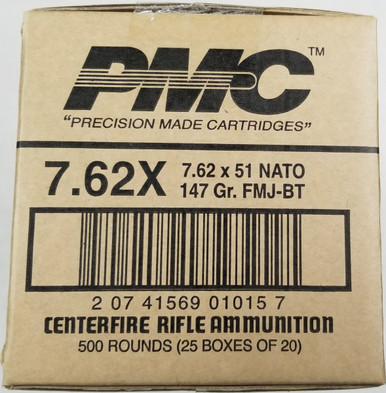 PMC™
"PRECISION MADE CARTRIDGES"
7.62X
7.62 x 51 NATO
147 Gr. FMJ-BT
2 07 41569 01015 7
CENTERFIRE RIFLE AMMUNITION
500 ROUNDS (25 BOXES OF 20)